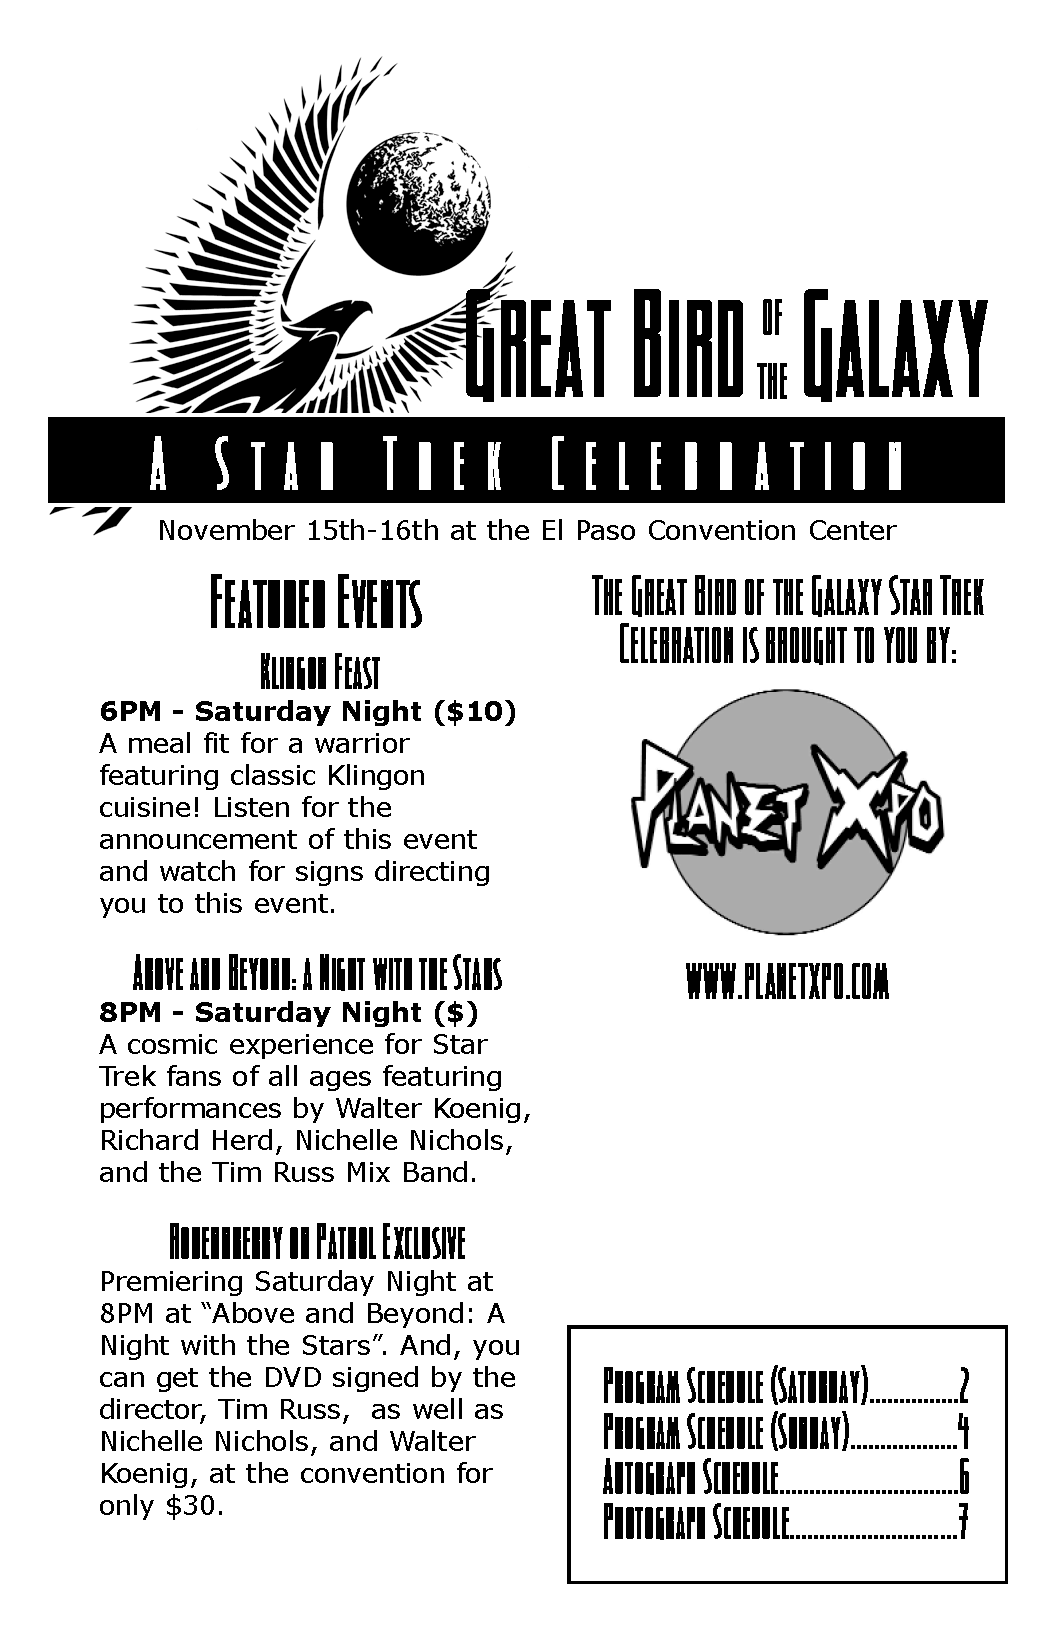 GREAT BIRD OF THE GALAXY
A STAR TREK CELEBRATION
November 15th-16th at the El Paso Convention Center
FEATURED EVENTS
KLINGON FEAST
6PM - Saturday Night ($10)
A meal fit for a warrior
featuring classic Klingon
cuisine! Listen for the
announcement of this event
and watch for signs directing
you to this event.
ABOVE AND BEYOND: A NIGHT WITH THE STARS
8PM - Saturday Night ($)
A cosmic experience for Star
Trek fans of all ages featuring
performances by Walter Koenig,
Richard Herd, Nichelle Nichols,
and the Tim Russ Mix Band.
RODENBERRY ON PATROL EXCLUSIVE
Premiering Saturday Night at
8PM at “Above and Beyond: A
Night with the Stars”. And, you
can get the DVD signed by the
director, Tim Russ,  as well as
Nichelle Nichols, and Walter
Koenig, at the convention for
only $30.
THE GREAT BIRD OF THE GALAXY STAR TREK
CELEBRATION IS BROUGHT TO YOU BY:
PLANET XPO
WWW.PLANETXPO.COM
PROGRAM SCHEDULE (SATURDAY)...............2
PROGRAM SCHEDULE (SUNDAY)..................4
AUTOGRAPH SCHEDULE..............................6
PHOTOGRAPH SCHEDULE............................7